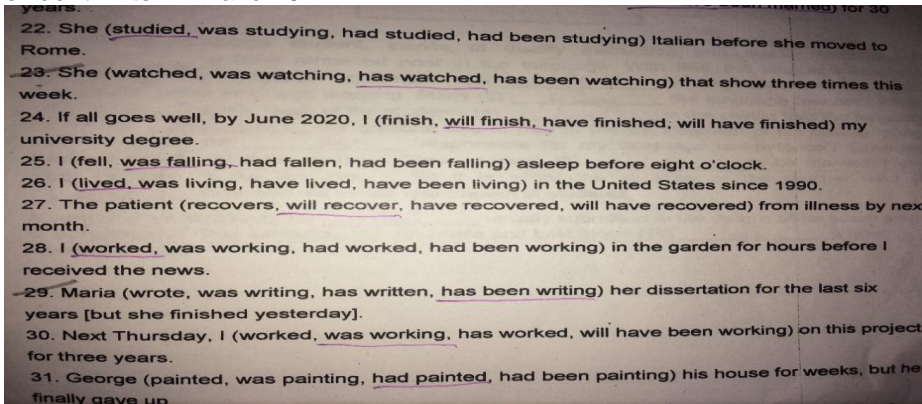 years.
22. She (studied, was studying, had studied, had been studying) Italian before she moved to
Rome.
23. She (watched, was watching, has watched, has been watching) that show three times this
week.
24. If all goes well, by June 2020, I (finish, will finish, have finished, will have finished) my
university degree.
25. I (fell, was falling, had fallen, had been falling) asleep before eight o'clock.
26. I (lived, was living, have lived, have been living) in the United States since 1990.
27. The patient (recovers, will recover, have recovered, will have recovered) from illness by nex
month.
28. I (worked, was working, had worked, had been working) in the garden for hours before I
received the news.
29. Maria (wrote, was writing, has written, has been writing) her dissertation for the last six
years [but she finished yesterday].
30. Next Thursday, I (worked, was working, has worked, will have been working) on this project
for three years.
31. George (painted, was painting, had painted, had been painting) his house for weeks, but he
finally gave up